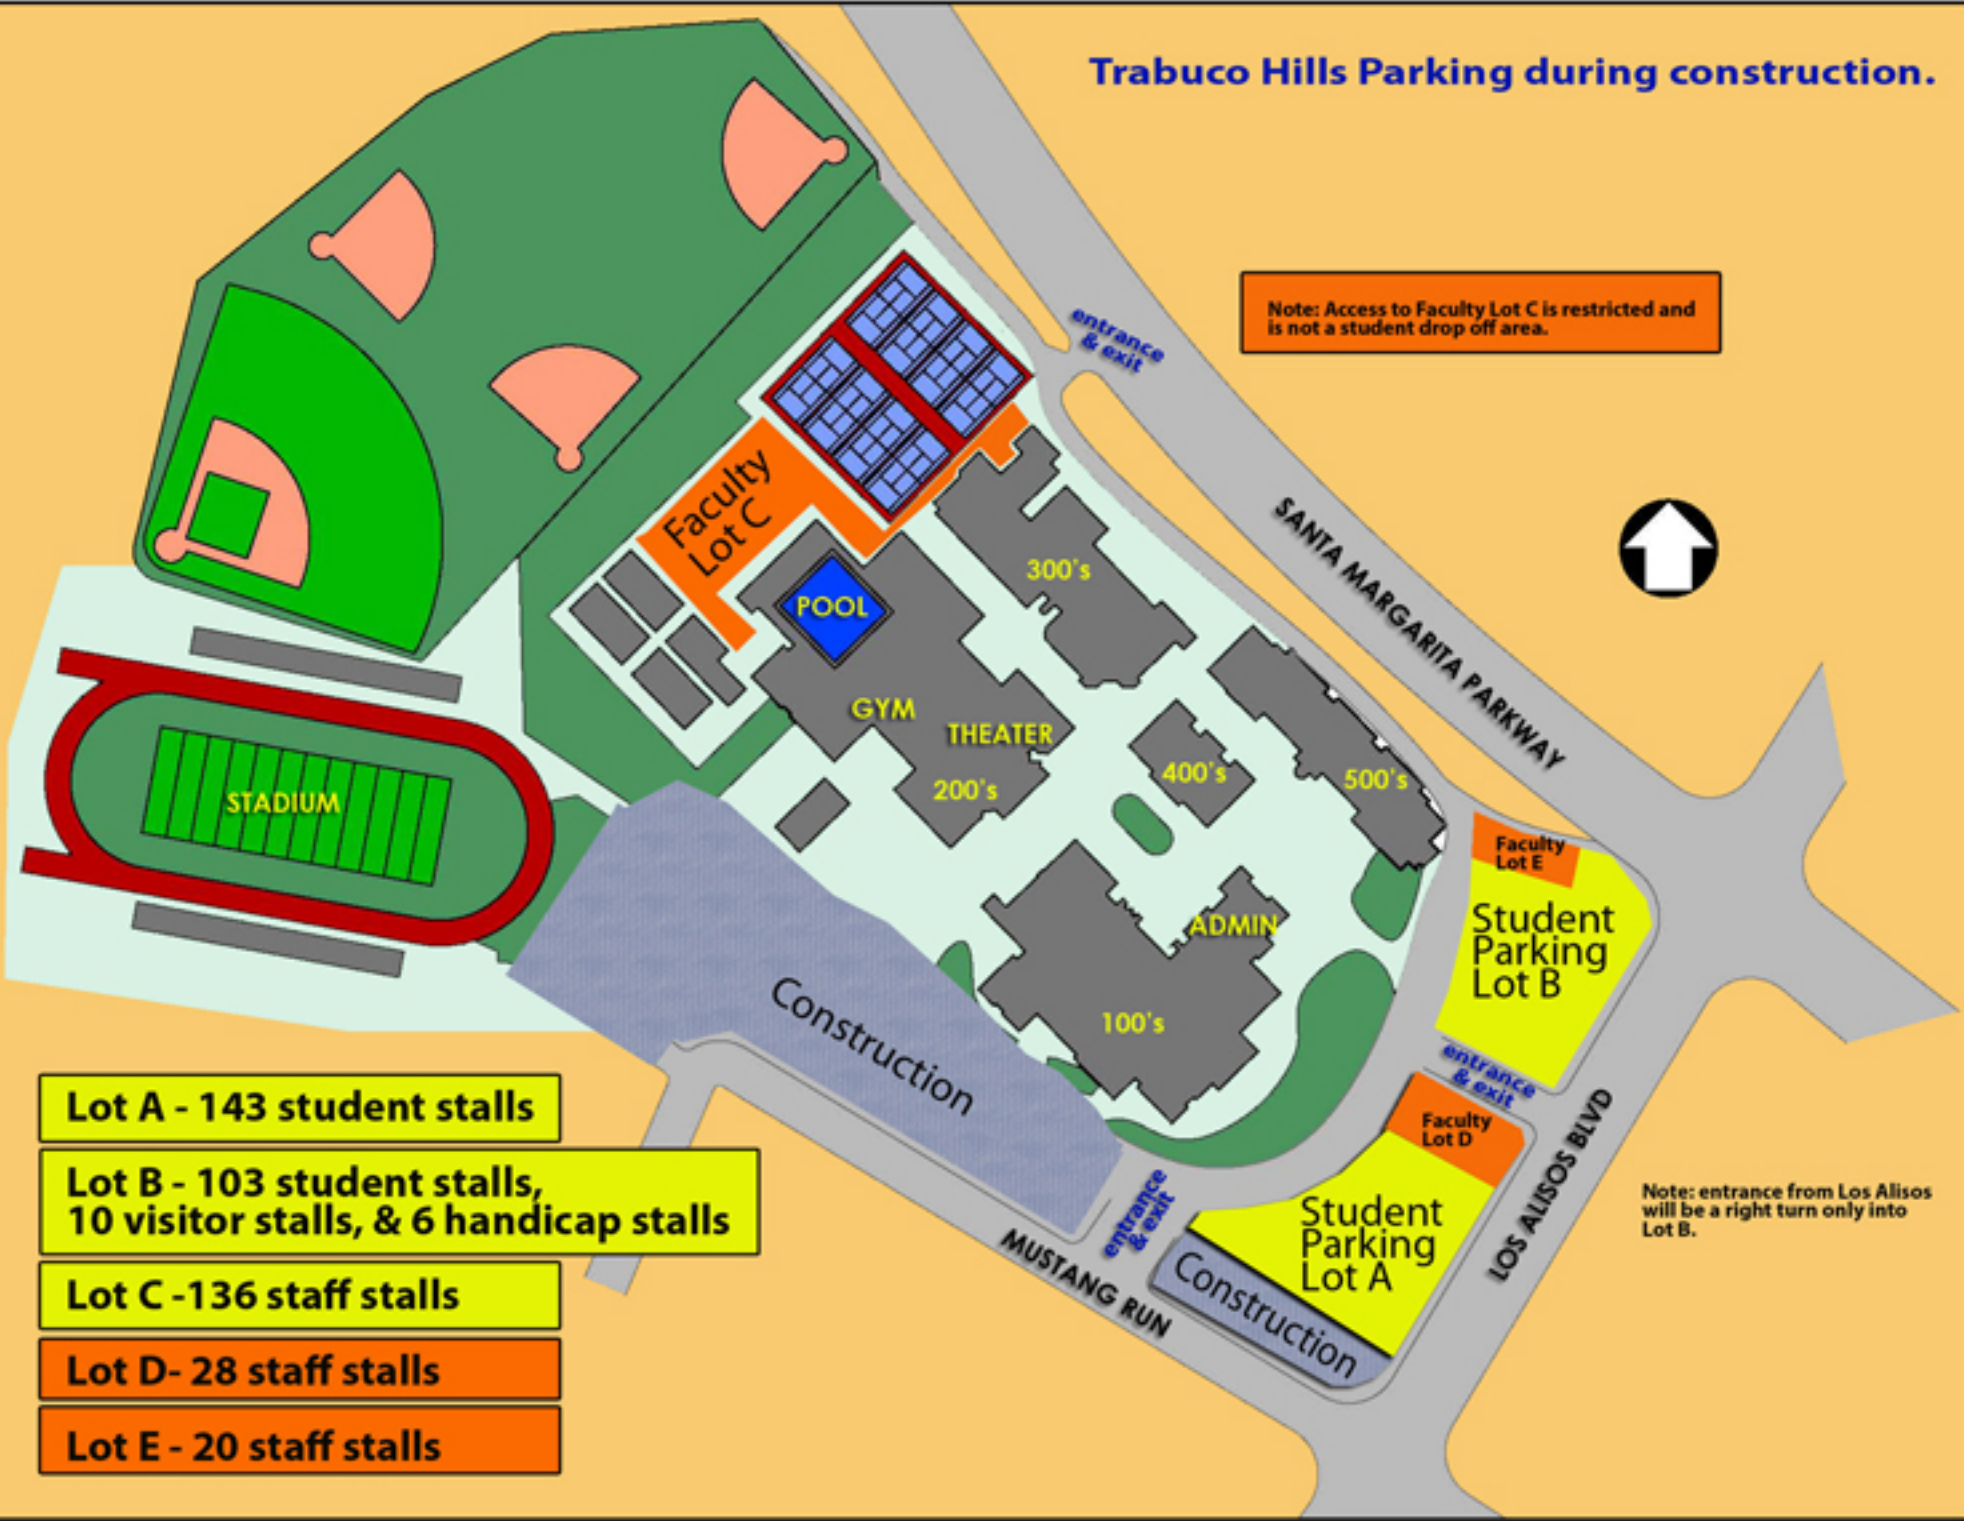 Trabuco Hills Parking during construction.
entrance
& exit
Note: Access to Faculty Lot C is restricted and
is not a student drop off area.
Faculty
Lot C
SANTA MARGARITA PARKWAY
300's
POOL
GYM
THEATER
200's
400's
500's
STADIUM
Faculty
Lot E
Student
Parking
Lot B
ADMIN
100's
Construction
entrance
& exit
Faculty
Lot D
LOS ALISOS BLVD
Note: entrance from Los Alisos
will be a right turn only into
Lot B.
entrance
& exit
Student
Parking
Lot A
Construction
MUSTANG RUN
Lot A - 143 student stalls
Lot B - 103 student stalls,
10 visitor stalls, & 6 handicap stalls
Lot C -136 staff stalls
Lot D- 28 staff stalls
Lot E - 20 staff stalls